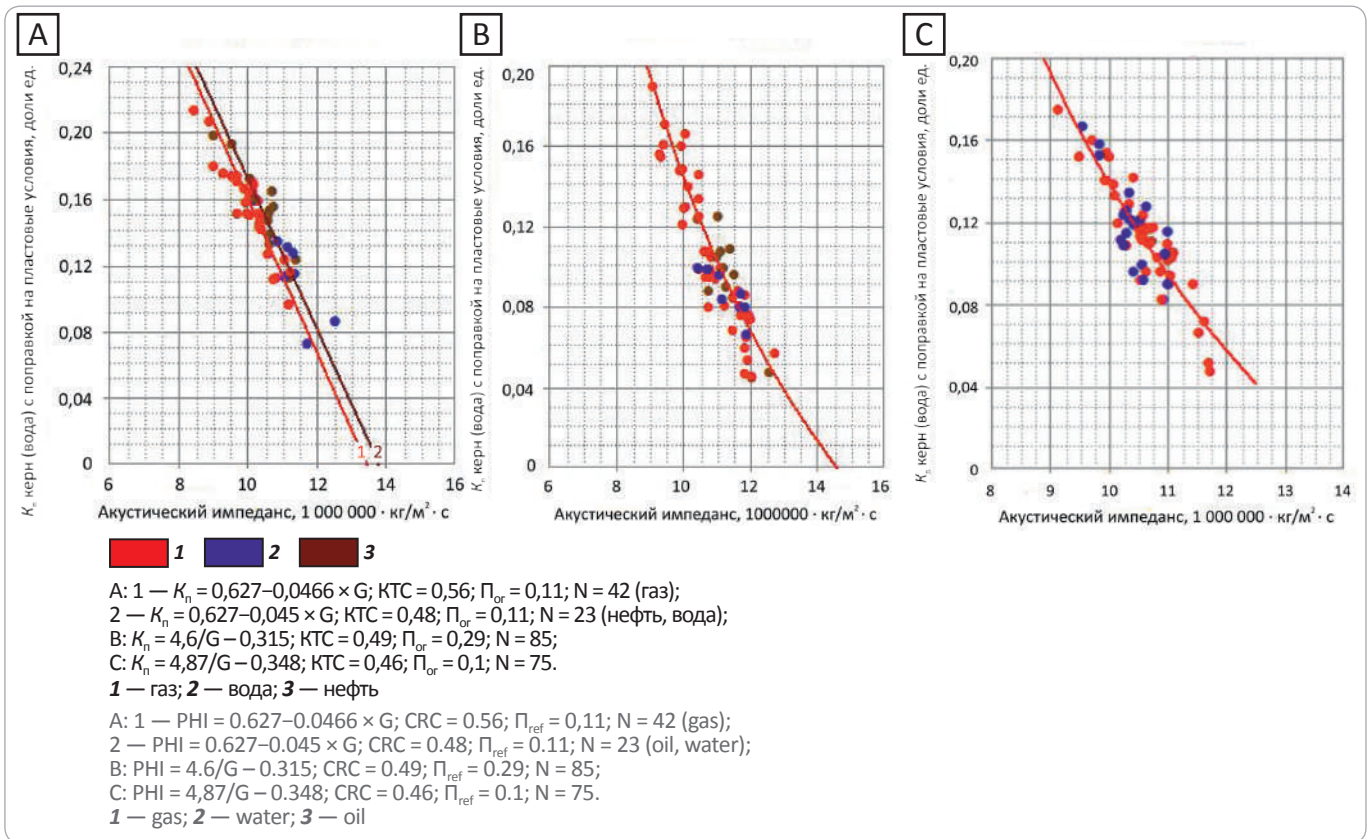 A
B
C
K п керн (вода) с поправкой на пластовые условия, доли ед.
0,24
0,20
0,16
0,12
0,08
0,04
0
6
8
10
12
14
16
1
2
Акустический импеданс, 1 000 000 · кг/м² · с
K п керн (вода) с поправкой на пластовые условия, доли ед.
0,20
0,16
0,12
0,08
0,04
0
6
8
10
12
14
16
Акустический импеданс, 1000000 · кг/м² · с
K п керн (вода) с поправкой на пластовые условия, доли ед.
0,20
0,16
0,12
0,08
0,04
0
8
9
10
11
12
13
14
Акустический импеданс, 1 000 000 · кг/м² · с
1 2 3
А: 1 — Kп = 0,627−0,0466 × G; КТС = 0,56; Пог = 0,11; N = 42 (газ);
2 — Kп = 0,627−0,045 × G; КТС = 0,48; Пог = 0,11; N = 23 (нефть, вода);
B: Kп = 4,6/G – 0,315; КТС = 0,49; Пог = 0,29; N = 85;
C: Kп = 4,87/G – 0,348; КТС = 0,46; Пог = 0,1; N = 75.
1 — газ; 2 — вода; 3 — нефть
A: 1 — PHI = 0.627−0.0466 × G; CRC = 0.56; Пref = 0,11; N = 42 (gas);
2 — PHI = 0.627−0.045 × G; CRC = 0.48; Пref = 0.11; N = 23 (oil, water);
B: PHI = 4.6/G – 0.315; CRC = 0.49; Пref = 0.29; N = 85;
C: PHI = 4,87/G – 0.348; CRC = 0.46; Пref = 0.1; N = 75.
1 — gas; 2 — water; 3 — oil